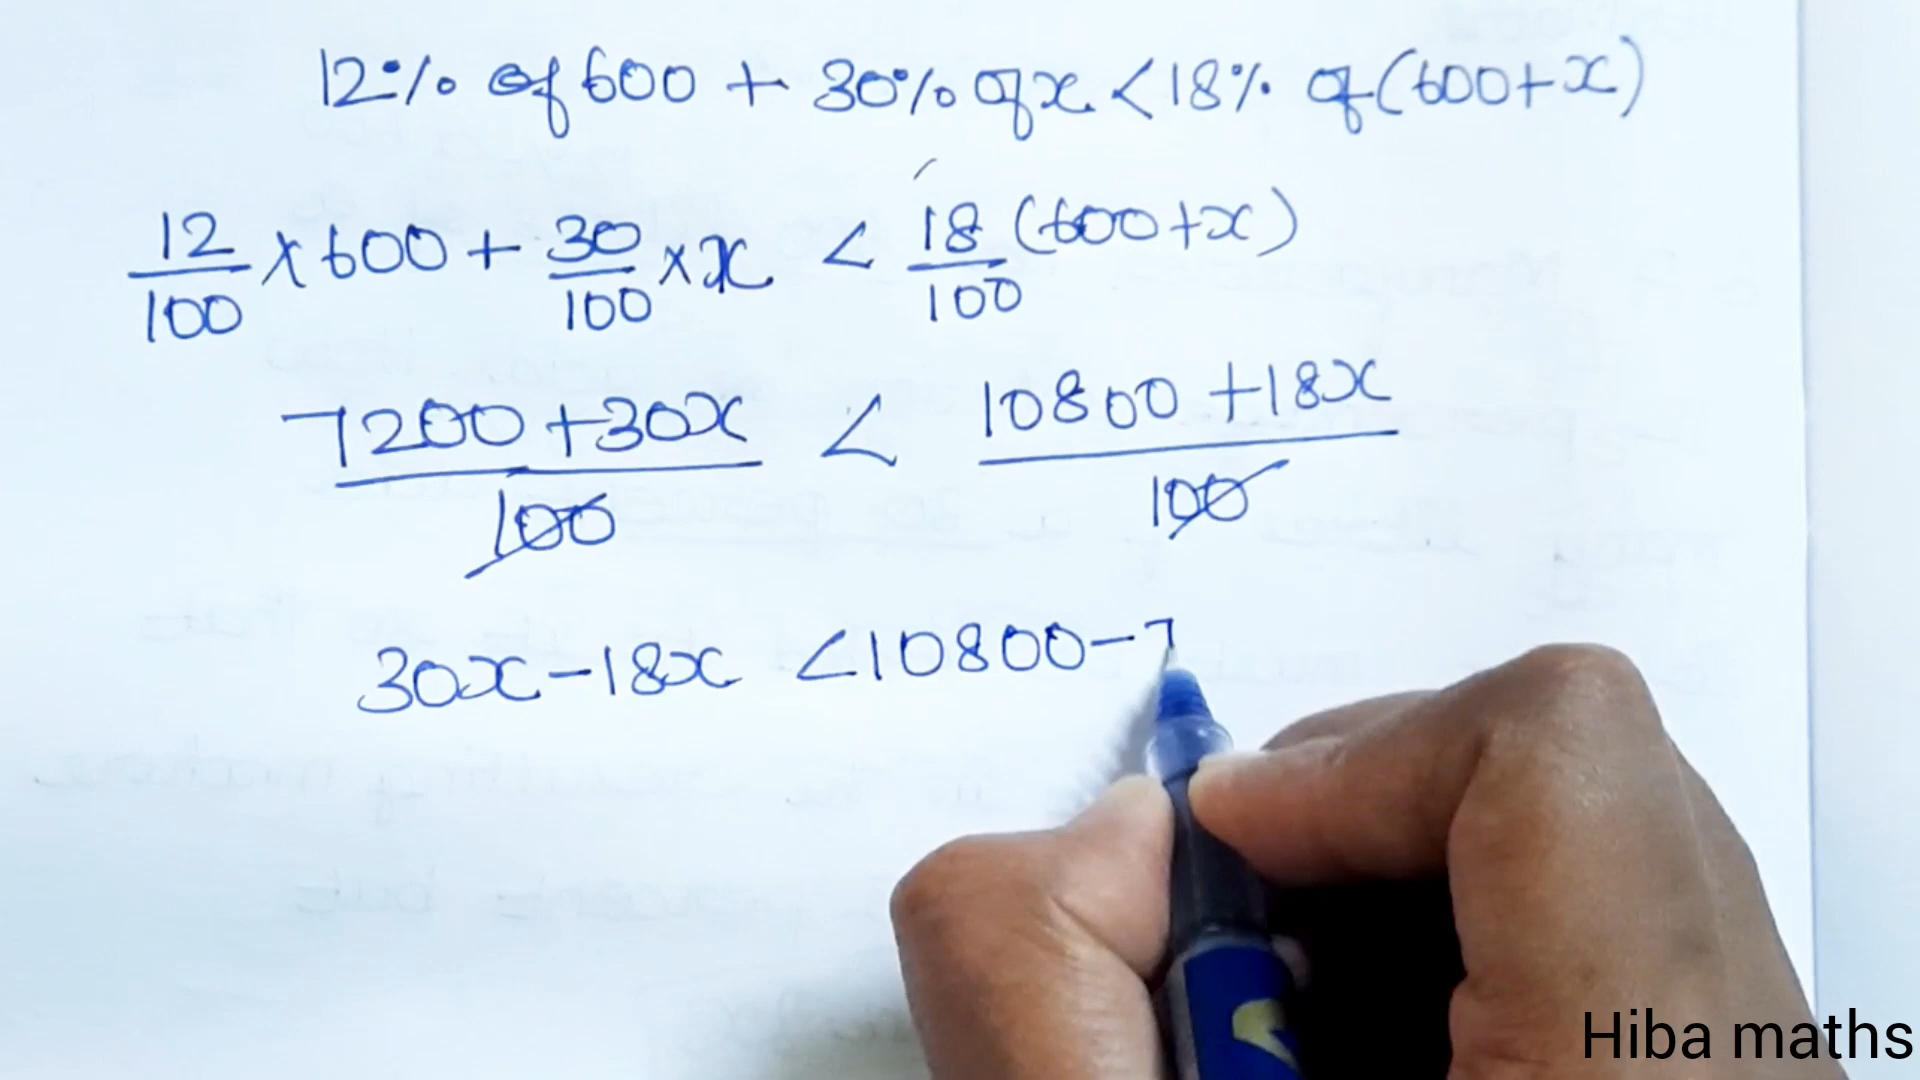 12% of 600 + 30% of x < 18% of (600+x)
12/100 × 600 + 30/100 × x < 18/100 (600+x)
7200 + 30x / 100 < 10800 + 18x / 100
30x - 18x < 10800 - 7
Hiba maths